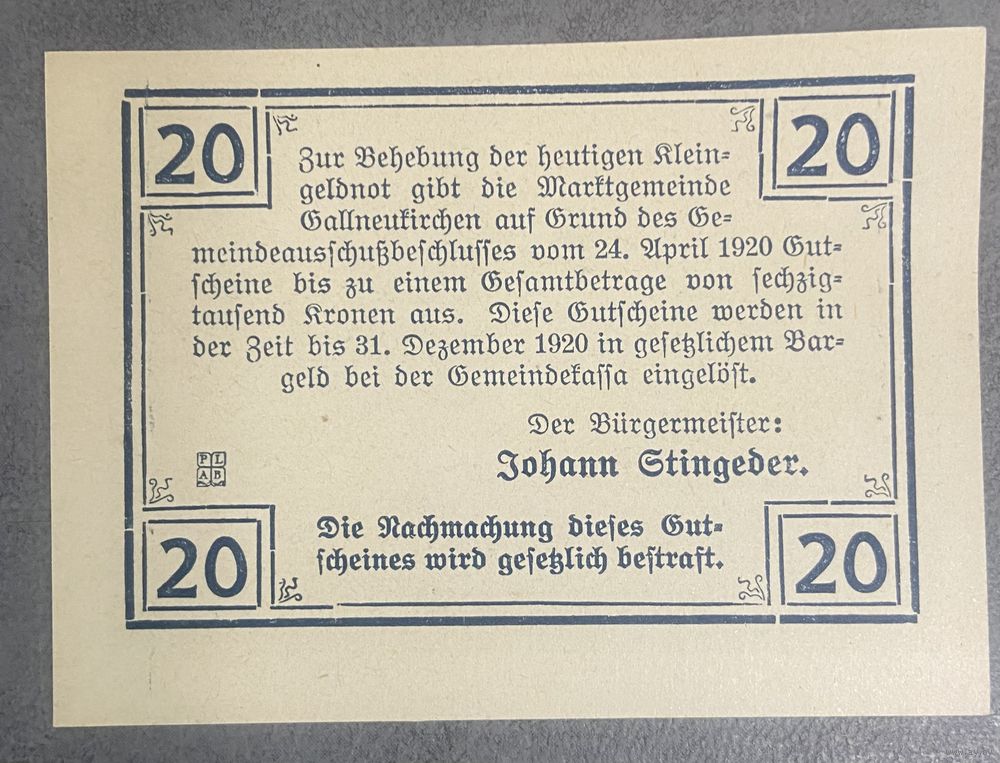 20 20
Zur Behebung der heutigen Klein=
geldnot gibt die Marktgemeinde
Gallneukirchen auf Grund des Ge=
meindeausschußbeschlusses vom 24. April 1920 Gut=
scheine bis zu einem Gesamtbetrage von sechzig=
tausend Kronen aus. Diese Gutscheine werden in
der Zeit bis 31. Dezember 1920 in gesetzlichem Bar=
geld bei der Gemeindekassa eingelöst.
Der Bürgermeister:
Johann Stingeder.
P L
A B
Die Nachmachung dieses Gut=
scheines wird gesetzlich bestraft.
20 20